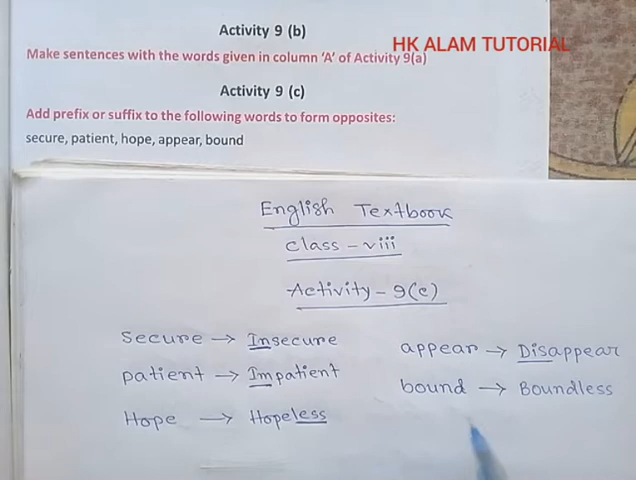 Activity 9 (b)
HK ALAM TUTORIAL
Make sentences with the words given in column 'A' of Activity 9(a)
Activity 9 (c)
Add prefix or suffix to the following words to form opposites:
secure, patient, hope, appear, bound
English Textbook
Class - viii
Activity - 9(c)
Secure → Insecure
patient → Impatient
Hope → Hopeless
appear → Disappear
bound → Boundless